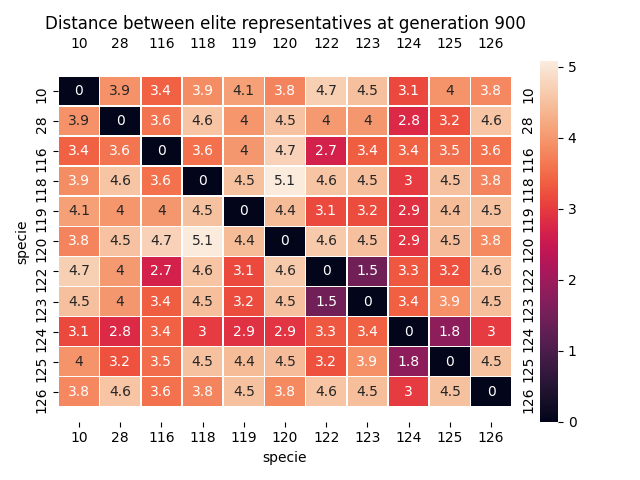 Distance between elite representatives at generation 900
10 28 116 118 119 120 122 123 124 125 126
10 0 3.9 3.4 3.9 4.1 3.8 4.7 4.5 3.1 4 3.8 10
28 3.9 0 3.6 4.6 4 4.5 4 4 2.8 3.2 4.6 28
116 3.4 3.6 0 3.6 4 4.7 2.7 3.4 3.4 3.5 3.6 116
118 3.9 4.6 3.6 0 4.5 5.1 4.6 4.5 3 4.5 3.8 118
119 4.1 4 4 4.5 0 4.4 3.1 3.2 2.9 4.4 4.5 119
120 3.8 4.5 4.7 5.1 4.4 0 4.6 4.5 2.9 4.5 3.8 120
122 4.7 4 2.7 4.6 3.1 4.6 0 1.5 3.3 3.2 4.6 122
123 4.5 4 3.4 4.5 3.2 4.5 1.5 0 3.4 3.9 4.5 123
124 3.1 2.8 3.4 3 2.9 2.9 3.3 3.4 0 1.8 3 124
125 4 3.2 3.5 4.5 4.4 4.5 3.2 3.9 1.8 0 4.5 125
126 3.8 4.6 3.6 3.8 4.5 3.8 4.6 4.5 3 4.5 0 126
10 28 116 118 119 120 122 123 124 125 126
specie
specie
5
4
3
2
1
0